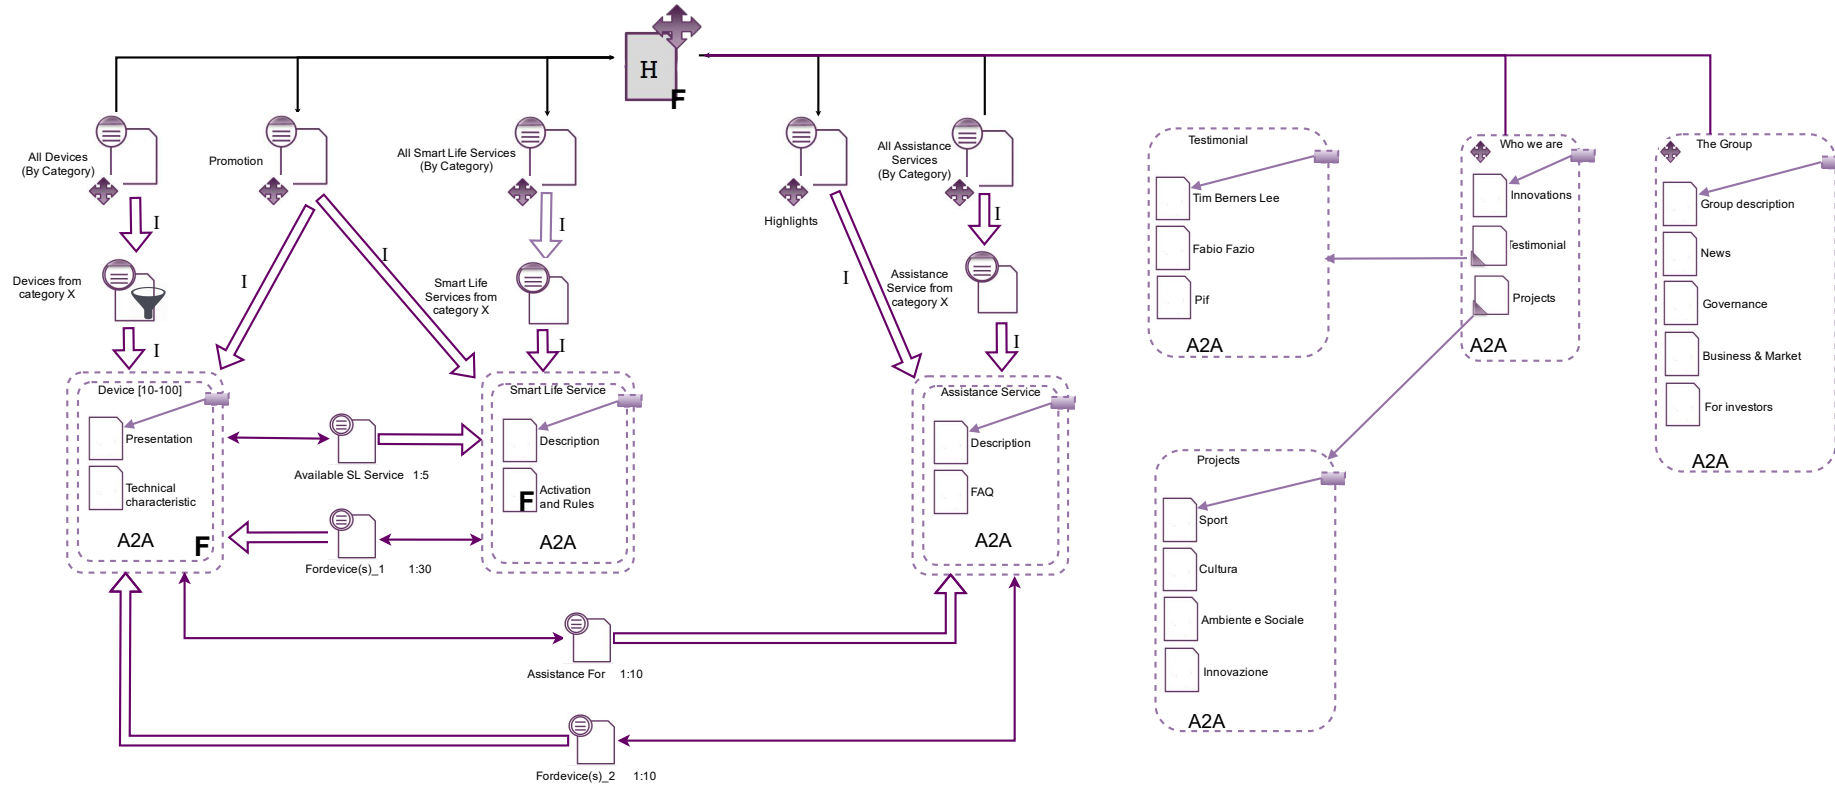 H
F
All Devices
(By Category)
I
Devices from
category X
I
Promotion
I
I
All Smart Life Services
(By Category)
I
Smart Life
Services from
category X
I
Highlights
I
All Assistance
Services
(By Category)
I
Assistance
Service from
category X
I
Device [10-100]
Presentation
Technical
characteristic
A2A
F
Available SL Service 1:5
Fordevice(s)_1 1:30
Smart Life Service
Description
F
Activation
and Rules
A2A
Assistance Service
Description
FAQ
A2A
Assistance For 1:10
Fordevice(s)_2 1:10
Testimonial
Tim Berners Lee
Fabio Fazio
Pif
A2A
Who we are
Innovations
Testimonial
Projects
A2A
The Group
Group description
News
Governance
Business & Market
For investors
A2A
Projects
Sport
Cultura
Ambiente e Sociale
Innovazione
A2A